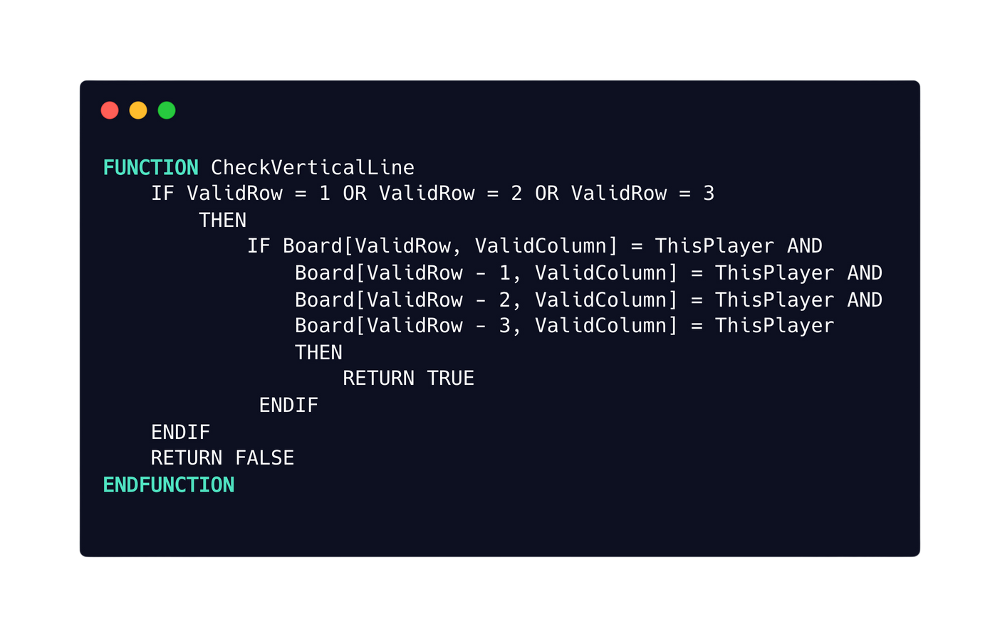 FUNCTION CheckVerticalLine
    IF ValidRow = 1 OR ValidRow = 2 OR ValidRow = 3
        THEN
            IF Board[ValidRow, ValidColumn] = ThisPlayer AND
                Board[ValidRow - 1, ValidColumn] = ThisPlayer AND
                Board[ValidRow - 2, ValidColumn] = ThisPlayer AND
                Board[ValidRow - 3, ValidColumn] = ThisPlayer
                THEN
                    RETURN TRUE
             ENDIF
    ENDIF
    RETURN FALSE
ENDFUNCTION